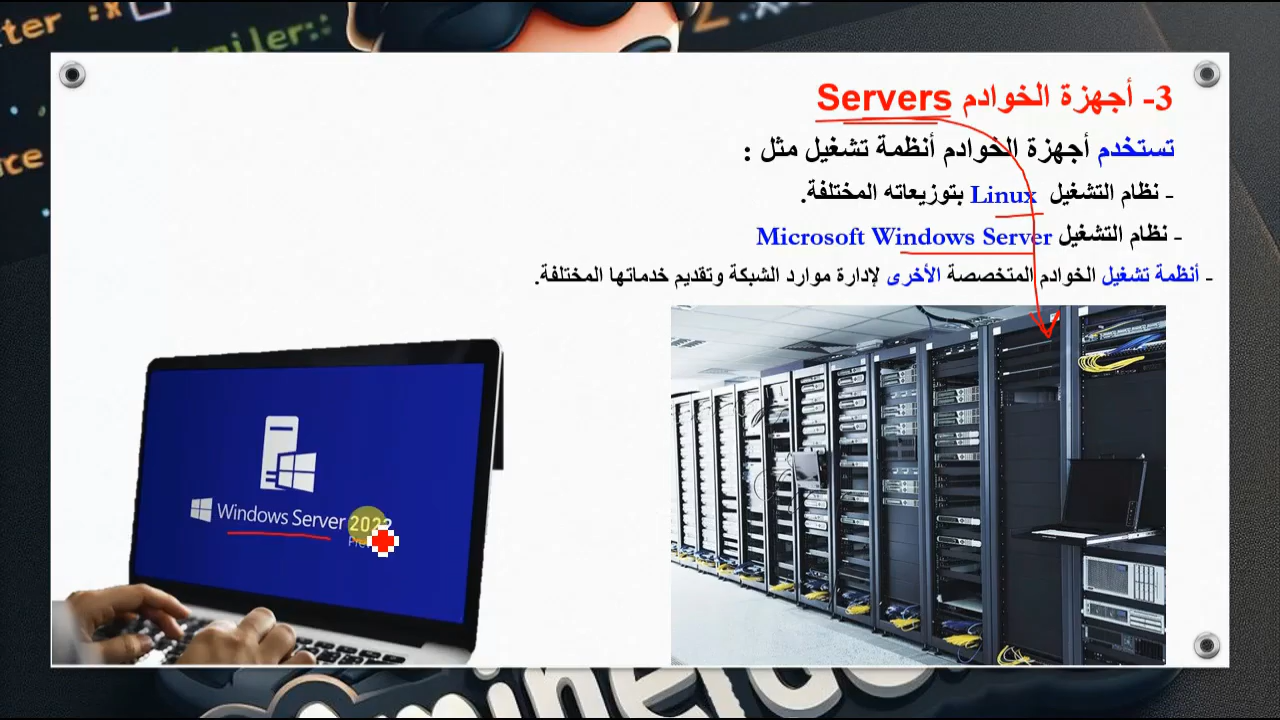 3- أجهزة الخوادم Servers
تستخدم أجهزة الخوادم أنظمة تشغيل مثل :
- نظام التشغيل Linux بتوزيعاته المختلفة.
- نظام التشغيل Microsoft Windows Server
- أنظمة تشغيل الخوادم المتخصصة الأخرى لإدارة موارد الشبكة وتقديم خدماتها المختلفة.
Windows Server 2022